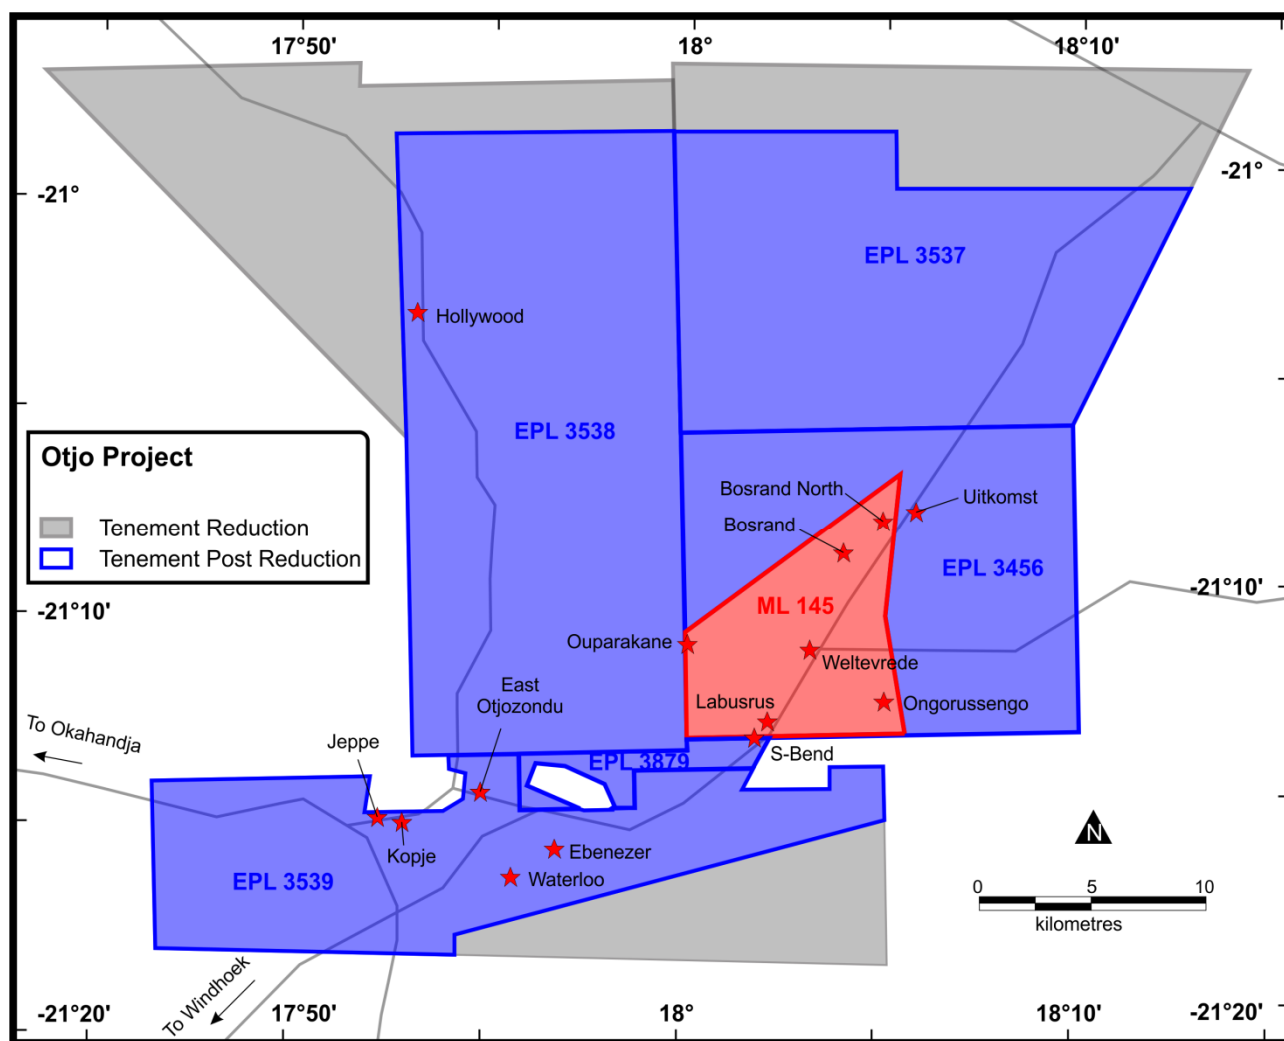 17°50' 18° 18°10'
-21° -21°
EPL 3537
Hollywood
EPL 3538
Otjo Project
Tenement Reduction
Tenement Post Reduction
Bosrand North
Uitkomst
Bosrand
EPL 3456
-21°10' -21°10'
ML 145
Ouparakane
Weltevrede
East
Otjozondu
Labusrus
Ongorussengo
To Okahandja
Jeppe
S-Bend
EPL 3879
N
Kopje
Ebenezer
EPL 3539
Waterloo
0 5 10
kilometres
To Windhoek
-21°20' 17°50' 18° 18°10' -21°20'